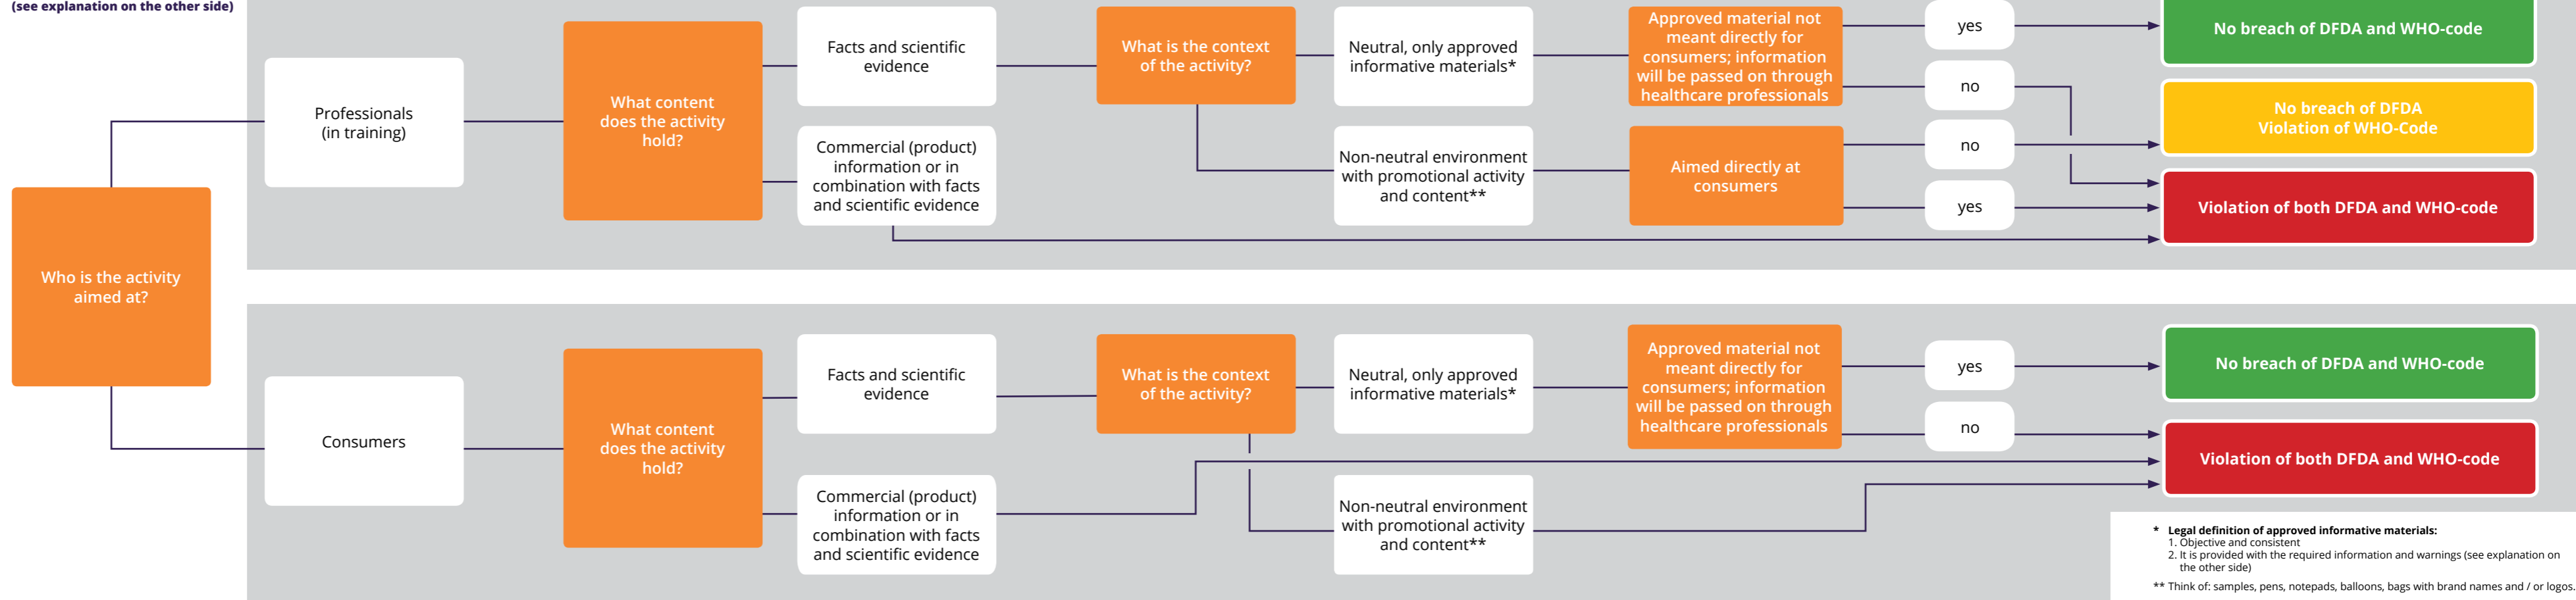 (see explanation on the other side)
Who is the activity
aimed at?
Professionals
(in training)
What content
does the activity
hold?
Facts and scientific
evidence
Commercial (product)
information or in
combination with facts
and scientific evidence
What is the context
of the activity?
Neutral, only approved
informative materials*
Non-neutral environment
with promotional activity
and content**
Approved material not
meant directly for
consumers; information
will be passed on through
healthcare professionals
Aimed directly at
consumers
yes
no
no
yes
No breach of DFDA and WHO-code
No breach of DFDA
Violation of WHO-Code
Violation of both DFDA and WHO-code
Consumers
What content
does the activity
hold?
Facts and scientific
evidence
Commercial (product)
information or in
combination with facts
and scientific evidence
What is the context
of the activity?
Neutral, only approved
informative materials*
Non-neutral environment
with promotional activity
and content**
Approved material not
meant directly for
consumers; information
will be passed on through
healthcare professionals
yes
no
No breach of DFDA and WHO-code
Violation of both DFDA and WHO-code
* Legal definition of approved informative materials:
1. Objective and consistent
2. It is provided with the required information and warnings (see explanation on
the other side)
** Think of: samples, pens, notepads, balloons, bags with brand names and / or logos.